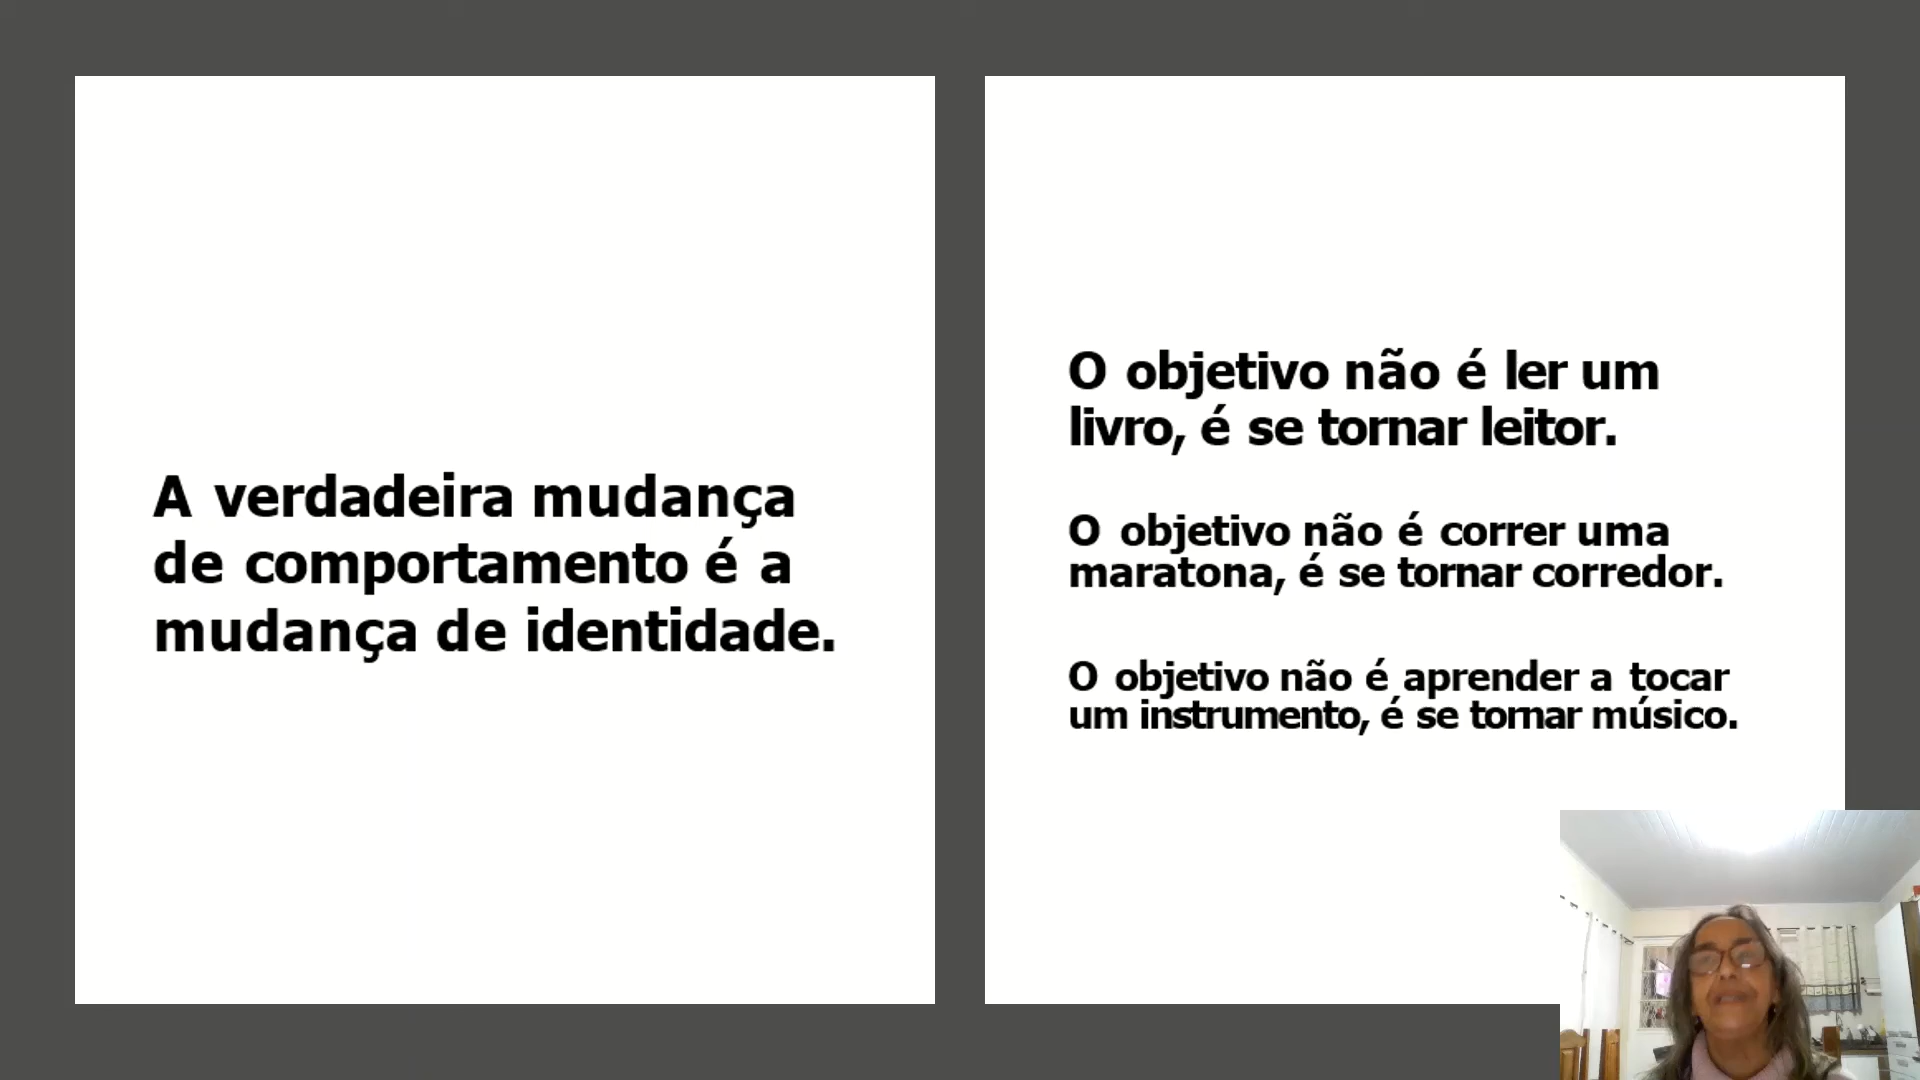 A verdadeira mudança
de comportamento é a
mudança de identidade.
O objetivo não é ler um
livro, é se tornar leitor.
O objetivo não é correr uma
maratona, é se tornar corredor.
O objetivo não é aprender a tocar
um instrumento, é se tornar músico.